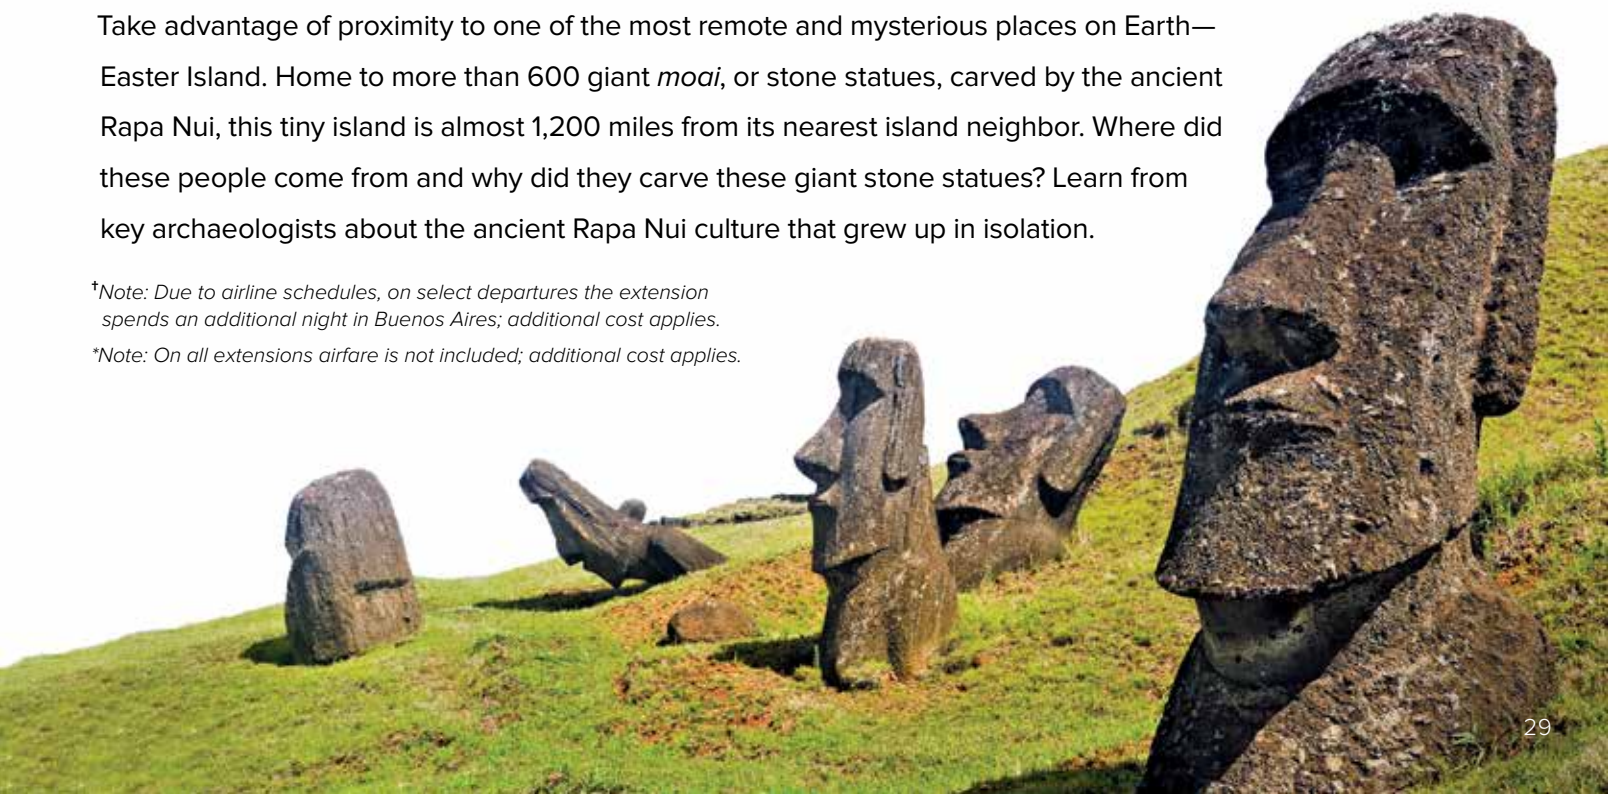 Take advantage of proximity to one of the most remote and mysterious places on Earth—
Easter Island. Home to more than 600 giant moai, or stone statues, carved by the ancient
Rapa Nui, this tiny island is almost 1,200 miles from its nearest island neighbor. Where did
these people come from and why did they carve these giant stone statues? Learn from
key archaeologists about the ancient Rapa Nui culture that grew up in isolation.
†Note: Due to airline schedules, on select departures the extension
spends an additional night in Buenos Aires; additional cost applies.
*Note: On all extensions airfare is not included; additional cost applies.
29